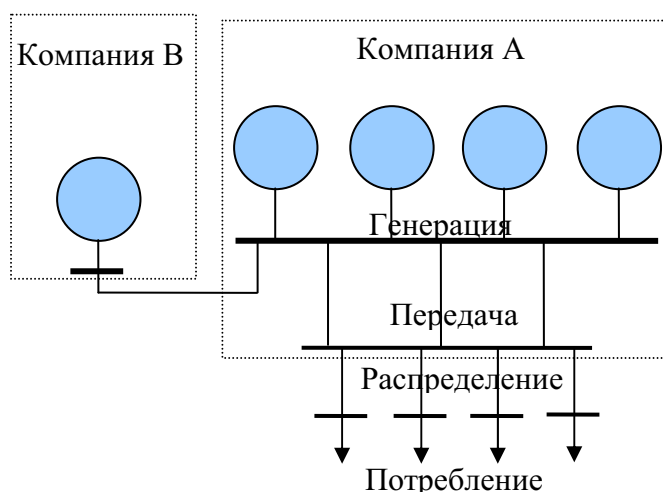 Компания В
Компания А
Генерация
Передача
Распределение
Потребление